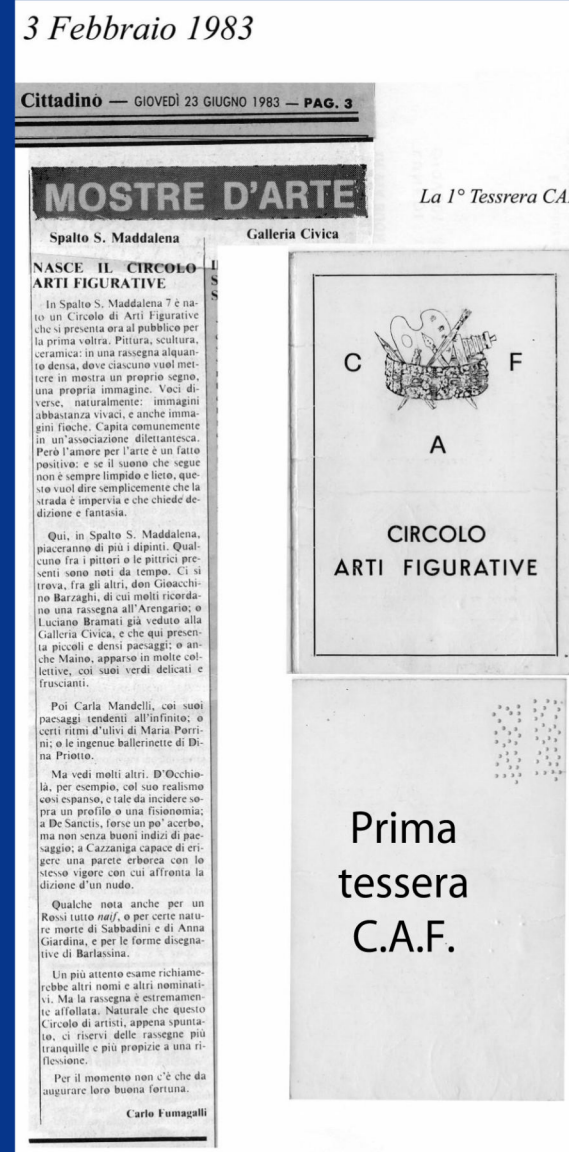 3 Febbraio 1983
Cittadino — GIOVEDÌ 23 GIUGNO 1983 — PAG. 3
MOSTRE D'ARTE
Spalto S. Maddalena
Galleria Civica
NASCE IL CIRCOLO
ARTI FIGURATIVE
In Spalto S. Maddalena 7 è na-
to un Circolo di Arti Figurative
che si presenta ora al pubblico per
la prima voltra. Pittura, scultura,
ceramica: in una rassegna alquan-
to densa, dove ciascuno vuol met-
tere in mostra un proprio segno,
una propria immagine. Voci di-
verse, naturalmente: immagini
abbastanza vivaci, e anche imma-
gini fioche. Capita comunemente
in un'associazione dilettantesca.
Però l'amore per l'arte è un fatto
positivo: e se il suono che segue
non è sempre limpido e lieto, que-
sto vuol dire semplicemente che la
strada è impervia e che chiede de-
dizione e fantasia.
Qui, in Spalto S. Maddalena,
piaceranno di più i dipinti. Qual-
cuno fra i pittori o le pittrici pre-
senti sono noti da tempo. Ci si
trova, fra gli altri, don Gioacchi-
no Barzaghi, di cui molti ricorda-
no una rassegna all'Arengario; o
Luciano Bramati già veduto alla
Galleria Civica, e che qui presen-
ta piccoli e densi paesaggi; o an-
che Maino, apparso in molte col-
lettive, coi suoi verdi delicati e
fruscianti.
Poi Carla Mandelli, coi suoi
paesaggi tendenti all'infinito; o
certi ritmi d'ulivi di Maria Porri-
ni; o le ingenue ballerinette di Di-
na Priotto.
Ma vedi molti altri. D'Occhio-
là, per esempio, col suo realismo
così espanso, e tale da incidere so-
pra un profilo o una fisionomia;
a De Sanctis, forse un po' acerbo,
ma non senza buoni indizi di pae-
saggio; a Cazzaniga capace di eri-
gere una parete erborea con lo
stesso vigore con cui affronta la
dizione d'un nudo.
Qualche nota anche per un
Rossi tutto naif, o per certe natu-
re morte di Sabbadini e di Anna
Giardina, e per le forme disegna-
tive di Barlassina.
Un più attento esame richiame-
rebbe altri nomi e altri nominati-
vi. Ma la rassegna è estremamen-
te affollata. Naturale che questo
Circolo di artisti, appena spunta-
to, ci riservi delle rassegne più
tranquille e più propizie a una ri-
flessione.
Per il momento non c'è che da
augurare loro buona fortuna.
Carlo Fumagalli
La 1° Tessrera CA
C F
A
CIRCOLO
ARTI FIGURATIVE
Prima
tessera
C.A.F.